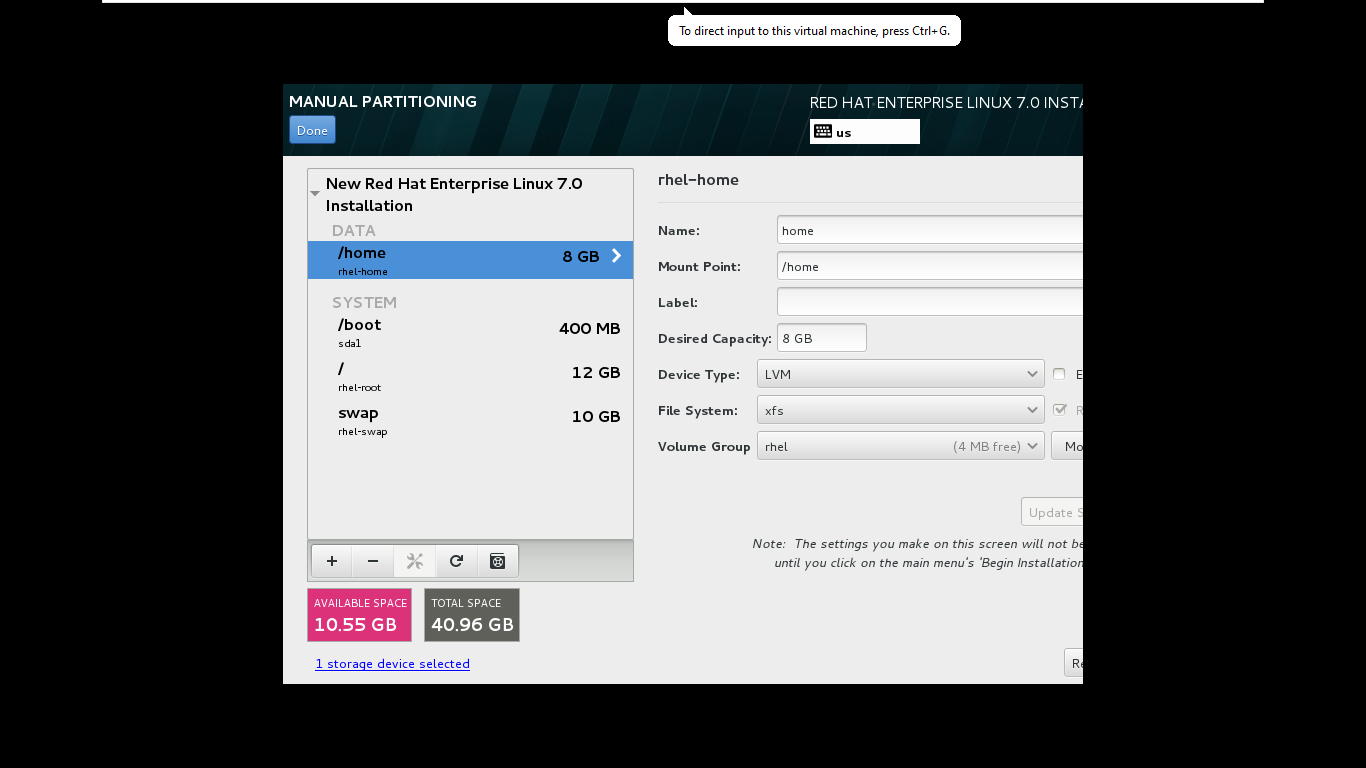 To direct input to this virtual machine, press Ctrl+G.
MANUAL PARTITIONING
RED HAT ENTERPRISE LINUX 7.0 INSTA
Done
us
New Red Hat Enterprise Linux 7.0
Installation
DATA
/home
8 GB
rhel-home
SYSTEM
/boot
400 MB
sda1
/
12 GB
rhel-root
swap
10 GB
rhel-swap
AVAILABLE SPACE
10.55 GB
TOTAL SPACE
40.96 GB
1 storage device selected
rhel-home
Name: home
Mount Point: /home
Label:
Desired Capacity: 8 GB
Device Type: LVM E
File System: xfs R
Volume Group rhel (4 MB free) Mo
Update S
Note: The settings you make on this screen will not be
until you click on the main menu's 'Begin Installation
Re